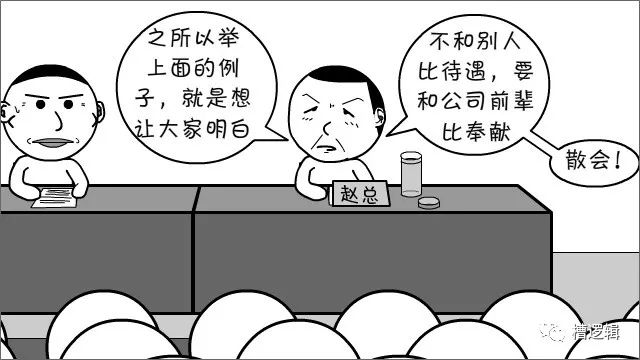 之所以举
上面的例
子，就是想
让大家明白
不和别人
比待遇，要
和公司前辈
比奉献
散会！
赵总
槽逻辑